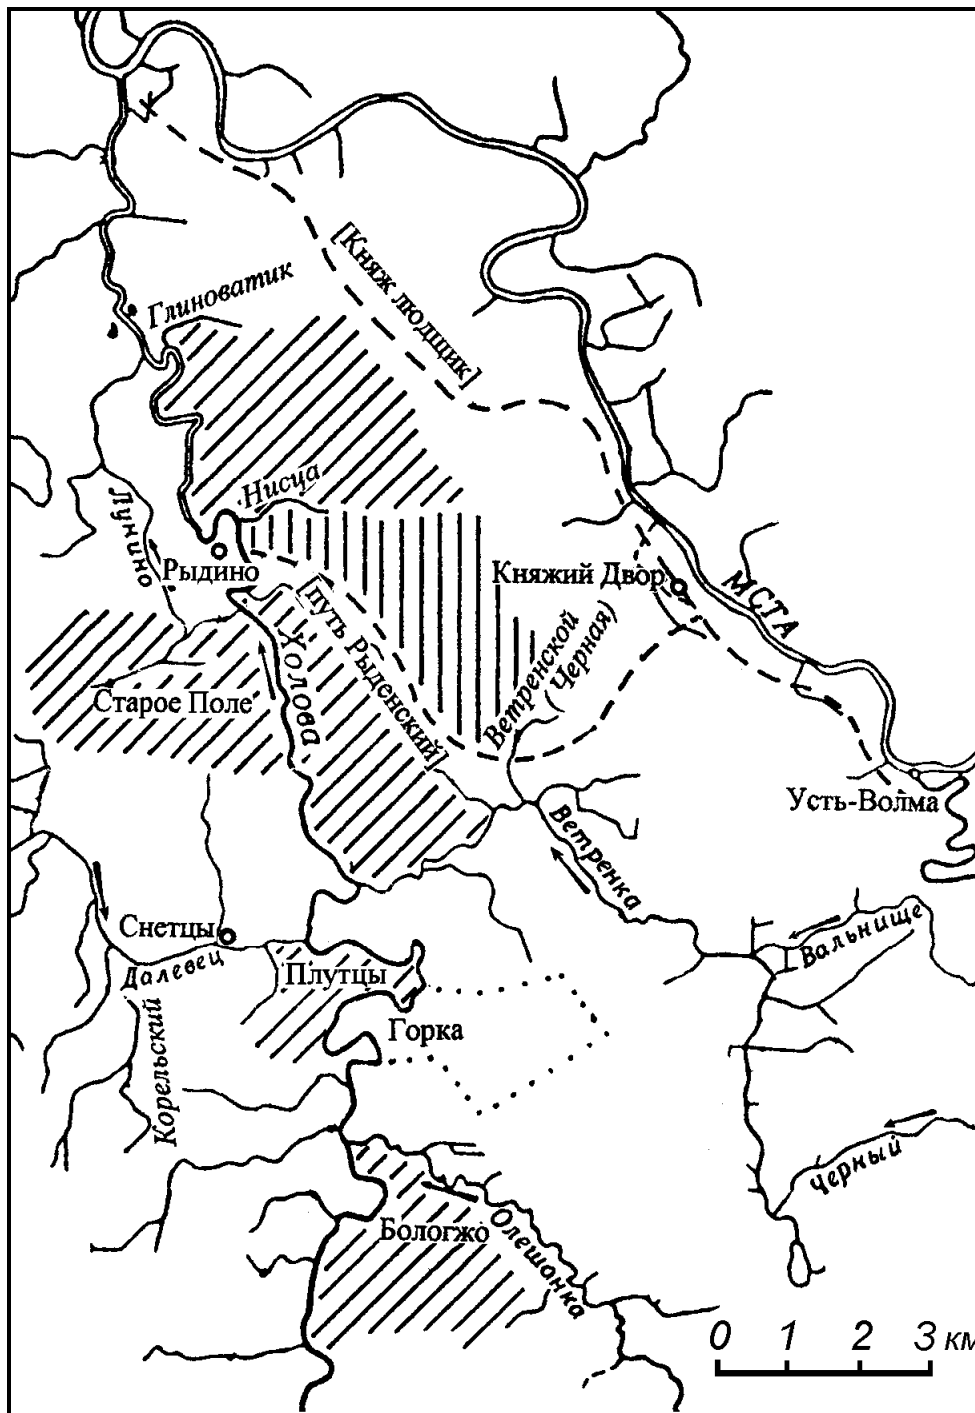 [Княж людщик]
Глиноватик
Нисца
Лунино
Рыдино
Княжий Двор
МСТА
[путь Рыденский]
Ветренской
(Черная)
Холова
Старое Поле
Усть-Волма
Ветренка
Снетцы
Вальнище
Далевец
Плутцы
Горка
Корельский
Черный
Бологжо
Олешонка
0 1 2 3 км